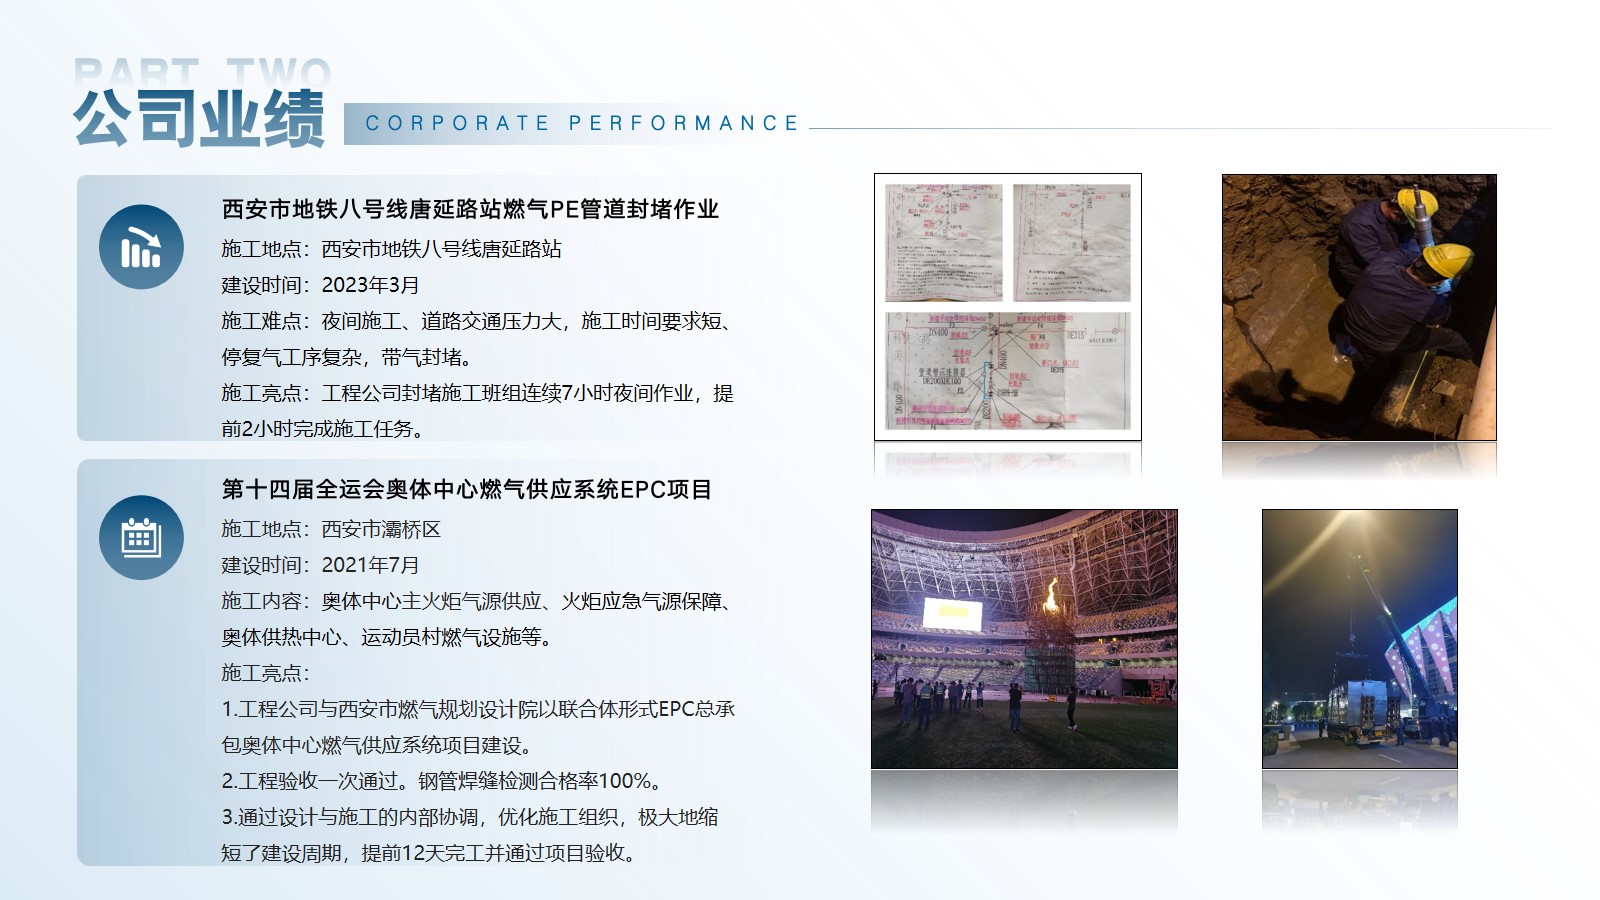 PART TWO
公司业绩
CORPORATE PERFORMANCE
西安市地铁八号线唐延路站燃气PE管道封堵作业
施工地点：西安市地铁八号线唐延路站
建设时间：2023年3月
施工难点：夜间施工、道路交通压力大，施工时间要求短、
停复气工序复杂，带气封堵。
施工亮点：工程公司封堵施工班组连续7小时夜间作业，提
前2小时完成施工任务。
第十四届全运会奥体中心燃气供应系统EPC项目
施工地点：西安市灞桥区
建设时间：2021年7月
施工内容：奥体中心主火炬气源供应、火炬应急气源保障、
奥体供热中心、运动员村燃气设施等。
施工亮点：
1.工程公司与西安市燃气规划设计院以联合体形式EPC总承
包奥体中心燃气供应系统项目建设。
2.工程验收一次通过。钢管焊缝检测合格率100%。
3.通过设计与施工的内部协调，优化施工组织，极大地缩
短了建设周期，提前12天完工并通过项目验收。
DN400
DE315
DN400
DE315
DE200XDE160
DN400
DE200